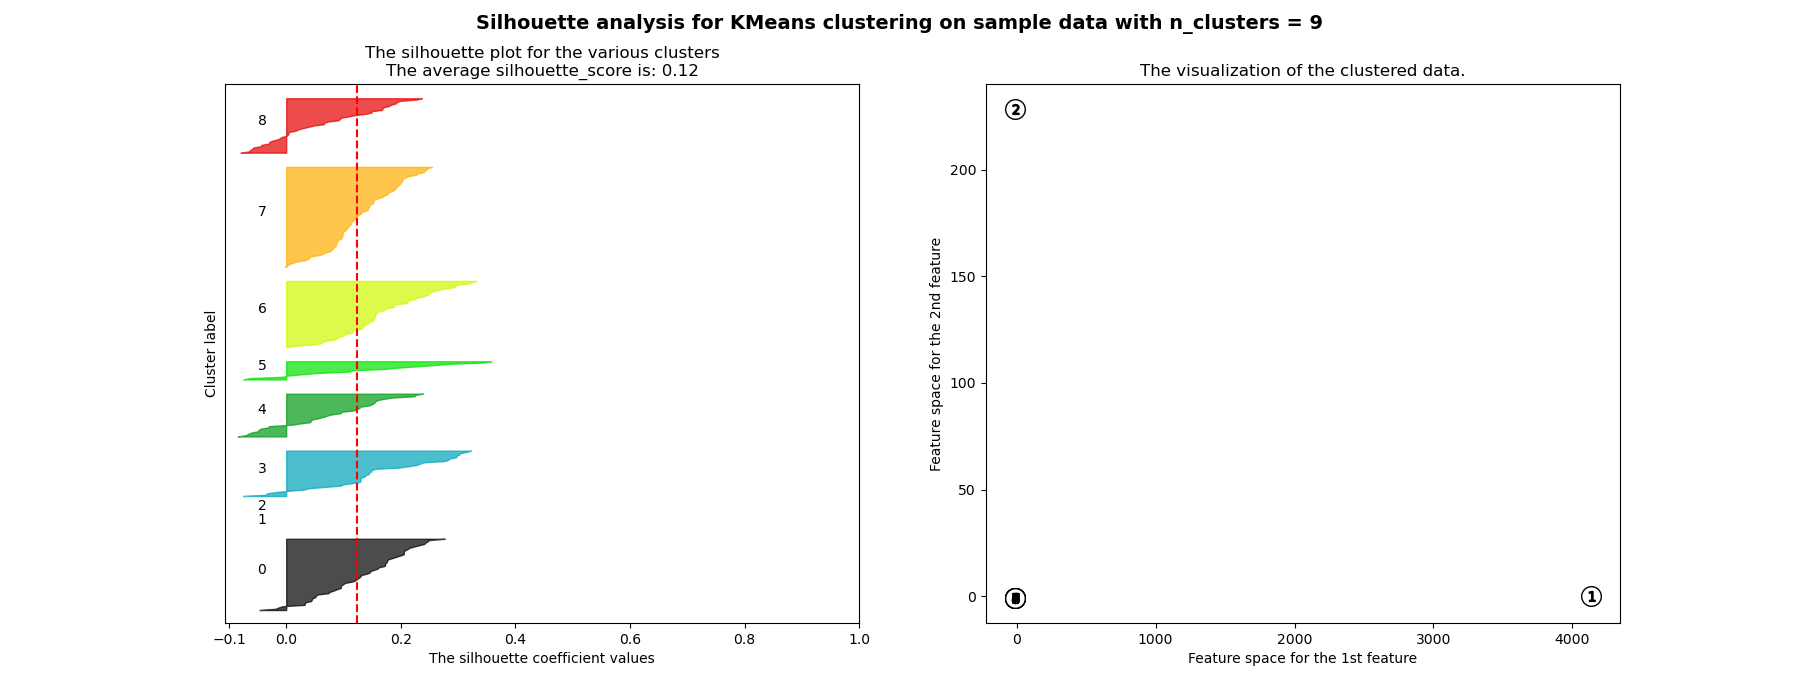 Silhouette analysis for KMeans clustering on sample data with n_clusters = 9
The silhouette plot for the various clusters
The average silhouette_score is: 0.12
8
7
6
5
4
3
2
1
0
Cluster label
−0.1 0.0 0.2 0.4 0.6 0.8 1.0
The silhouette coefficient values
The visualization of the clustered data.
2
1
200
150
100
50
0
Feature space for the 2nd feature
0 1000 2000 3000 4000
Feature space for the 1st feature